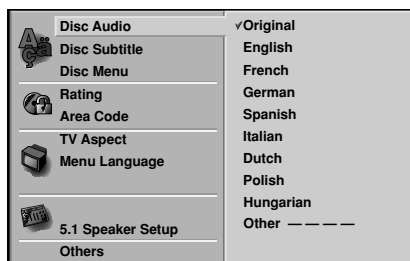 Disc Audio
Disc Subtitle
Disc Menu
Rating
Area Code
TV Aspect
Menu Language
5.1 Speaker Setup
Others
✓Original
English
French
German
Spanish
Italian
Dutch
Polish
Hungarian
Other — — — —